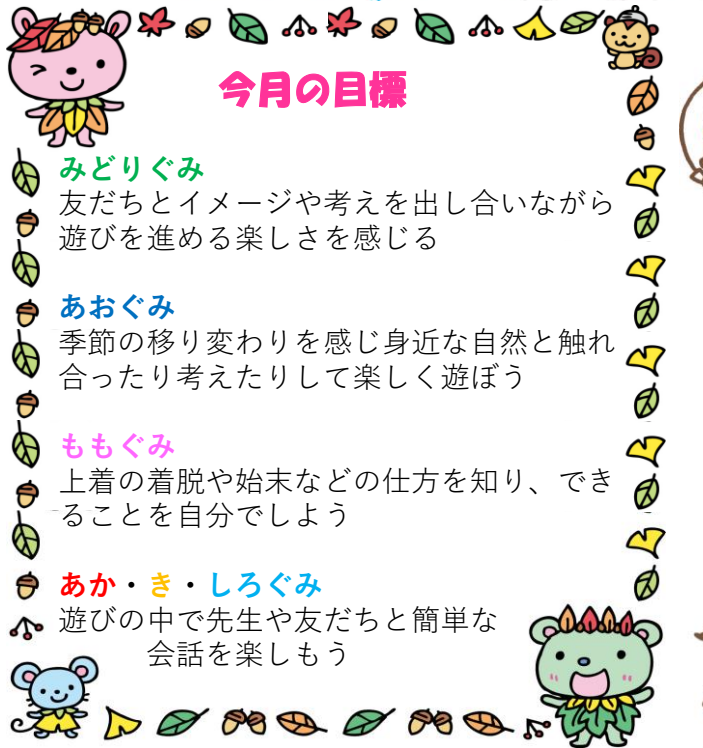 今月の目標
みどりぐみ
友だちとイメージや考えを出し合いながら
遊びを進める楽しさを感じる
あおぐみ
季節の移り変わりを感じ身近な自然と触れ
合ったり考えたりして楽しく遊ぼう
ももぐみ
上着の着脱や始末などの仕方を知り、でき
ることを自分でしよう
あか・き・しろぐみ
遊びの中で先生や友だちと簡単な
会話を楽しもう